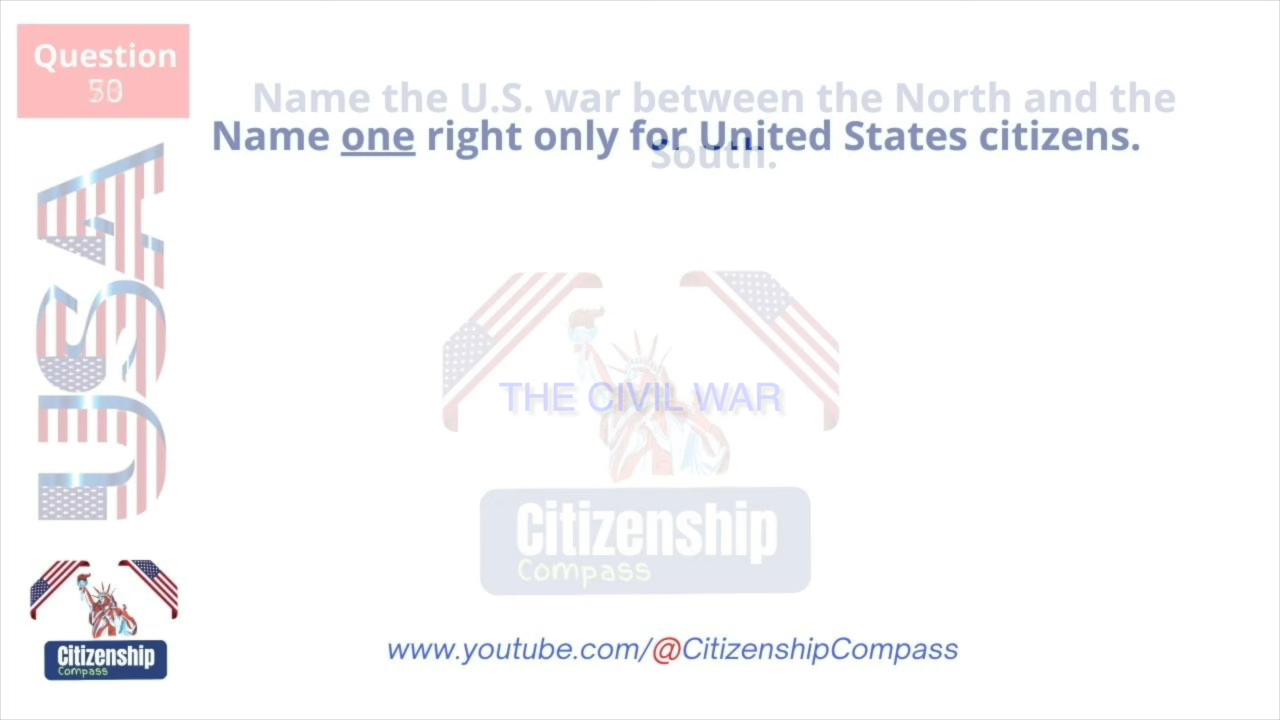 Question
50
Name the U.S. war between the North and the
South.
Name one right only for United States citizens.
THE CIVIL WAR
Citizenship
Compass
USA
Citizenship
Compass
www.youtube.com/@CitizenshipCompass